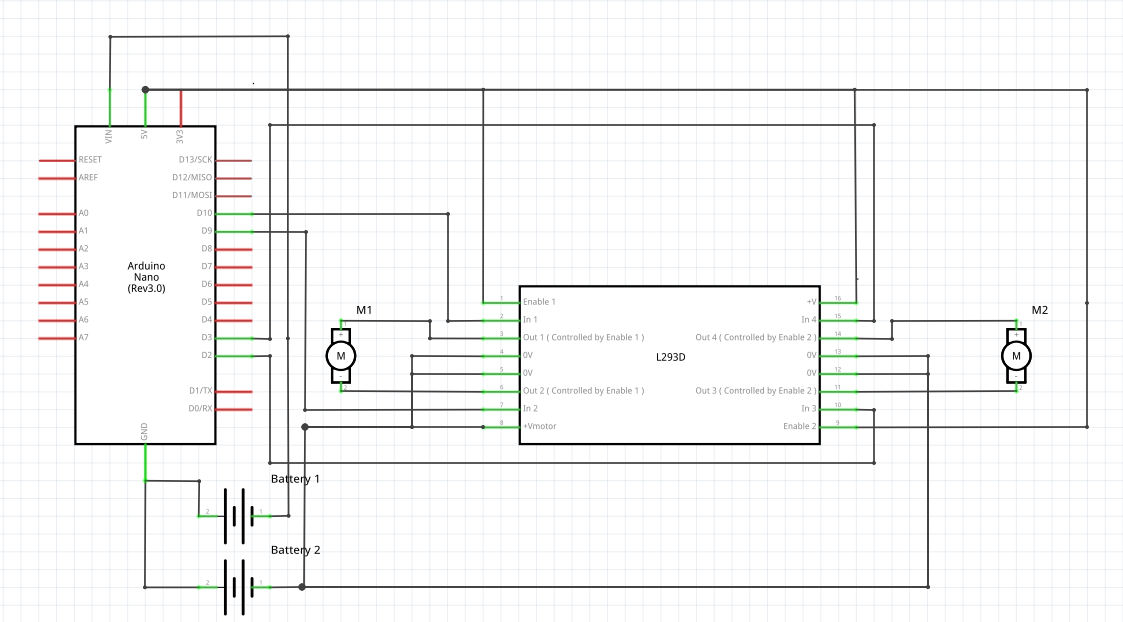 VIN
5V
3V3
RESET
AREF
A0
A1
A2
A3
A4
A5
A6
A7
Arduino
Nano
(Rev3.0)
D13/SCK
D12/MISO
D11/MOSI
D10
D9
D8
D7
D6
D5
D4
D3
D2
D1/TX
D0/RX
GND
M1
+
M
-
1 Enable 1
2 In 1
3 Out 1 ( Controlled by Enable 1 )
4 0V
5 0V
6 Out 2 ( Controlled by Enable 1 )
7 In 2
8 +Vmotor
L293D
+V 16
In 4 15
Out 4 ( Controlled by Enable 2 ) 14
0V 13
0V 12
Out 3 ( Controlled by Enable 2 ) 11
In 3 10
Enable 2 9
M2
+
M
-
Battery 1
2 1
Battery 2
2 1